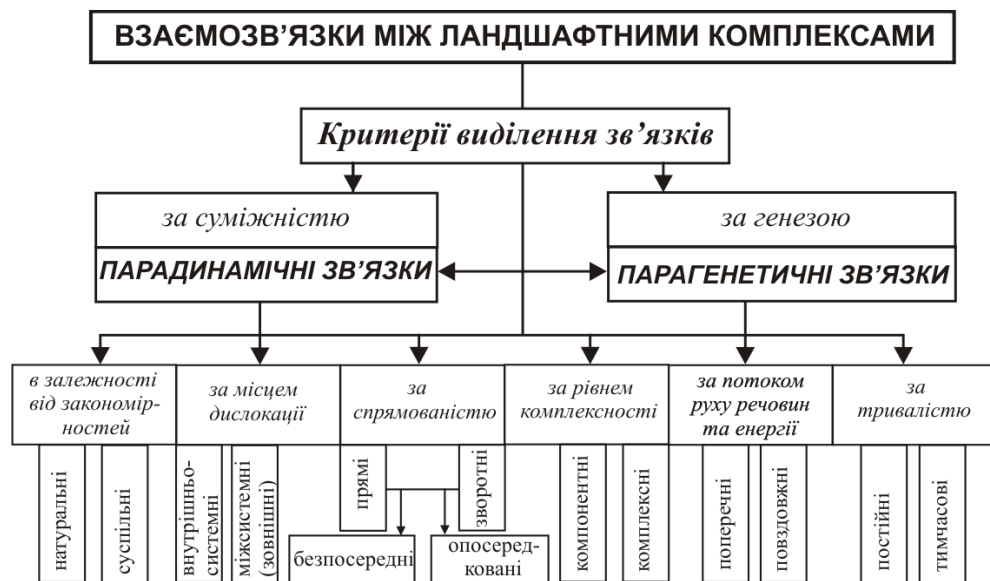 ВЗАЄМОЗВ’ЯЗКИ МІЖ ЛАНДШАФТНИМИ КОМПЛЕКСАМИ
Критерії виділення зв’язків
за суміжністю
ПАРАДИНАМІЧНІ ЗВ’ЯЗКИ
за генезою
ПАРАГЕНЕТИЧНІ ЗВ’ЯЗКИ
в залежності
від закономір-
ностей
за місцем
дислокації
за
спрямованістю
за рівнем
комплексності
за потоком
руху речовин
та енергії
за
тривалістю
натуральні
суспільні
внутрішньо-
системні
міжсистемні
(зовнішні)
прямі
зворотні
безпосередні
опосеред-
ковані
компонентні
комплексні
поперечні
повздовжні
постійні
тимчасові